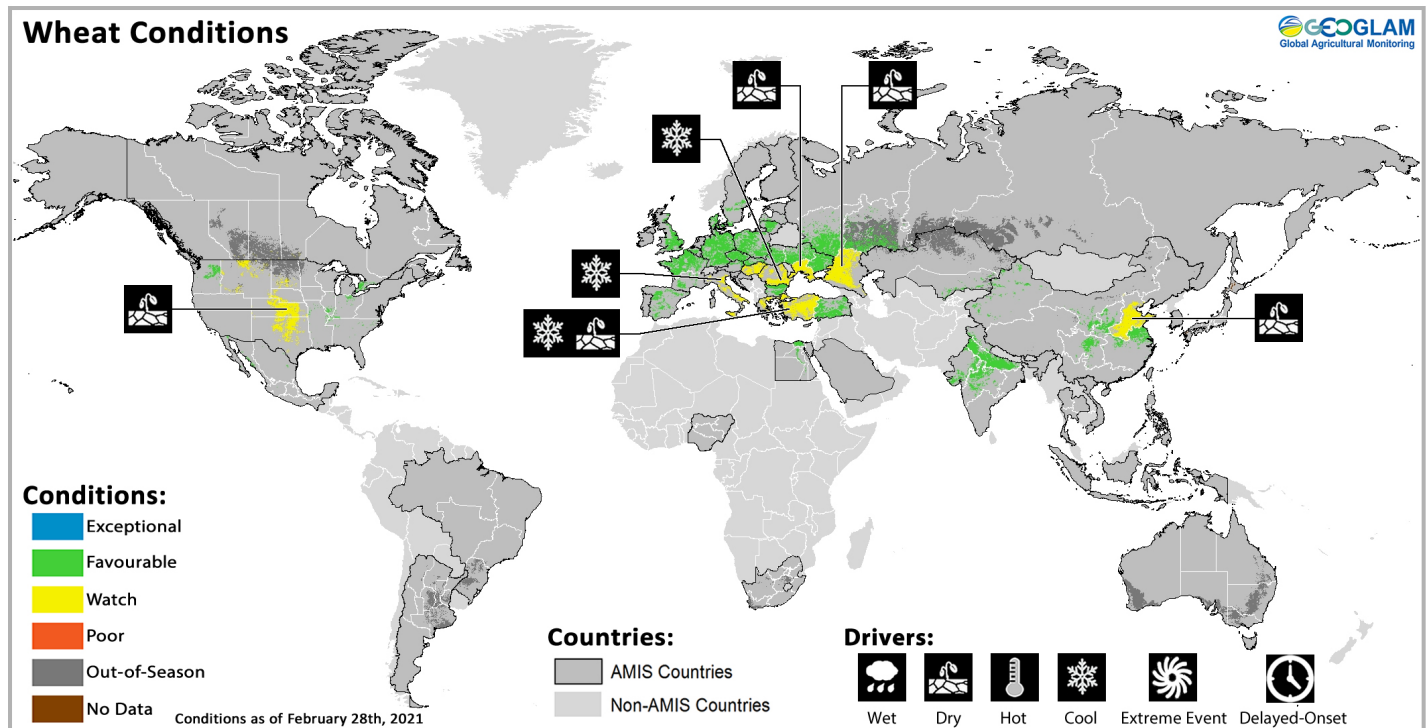 Wheat Conditions
GEOGLAM
Global Agricultural Monitoring
Conditions:
Exceptional
Favourable
Watch
Poor
Out-of-Season
No Data
Conditions as of February 28th, 2021
Countries:
AMIS Countries
Non-AMIS Countries
Drivers:
Wet Dry Hot Cool Extreme Event Delayed-Onset